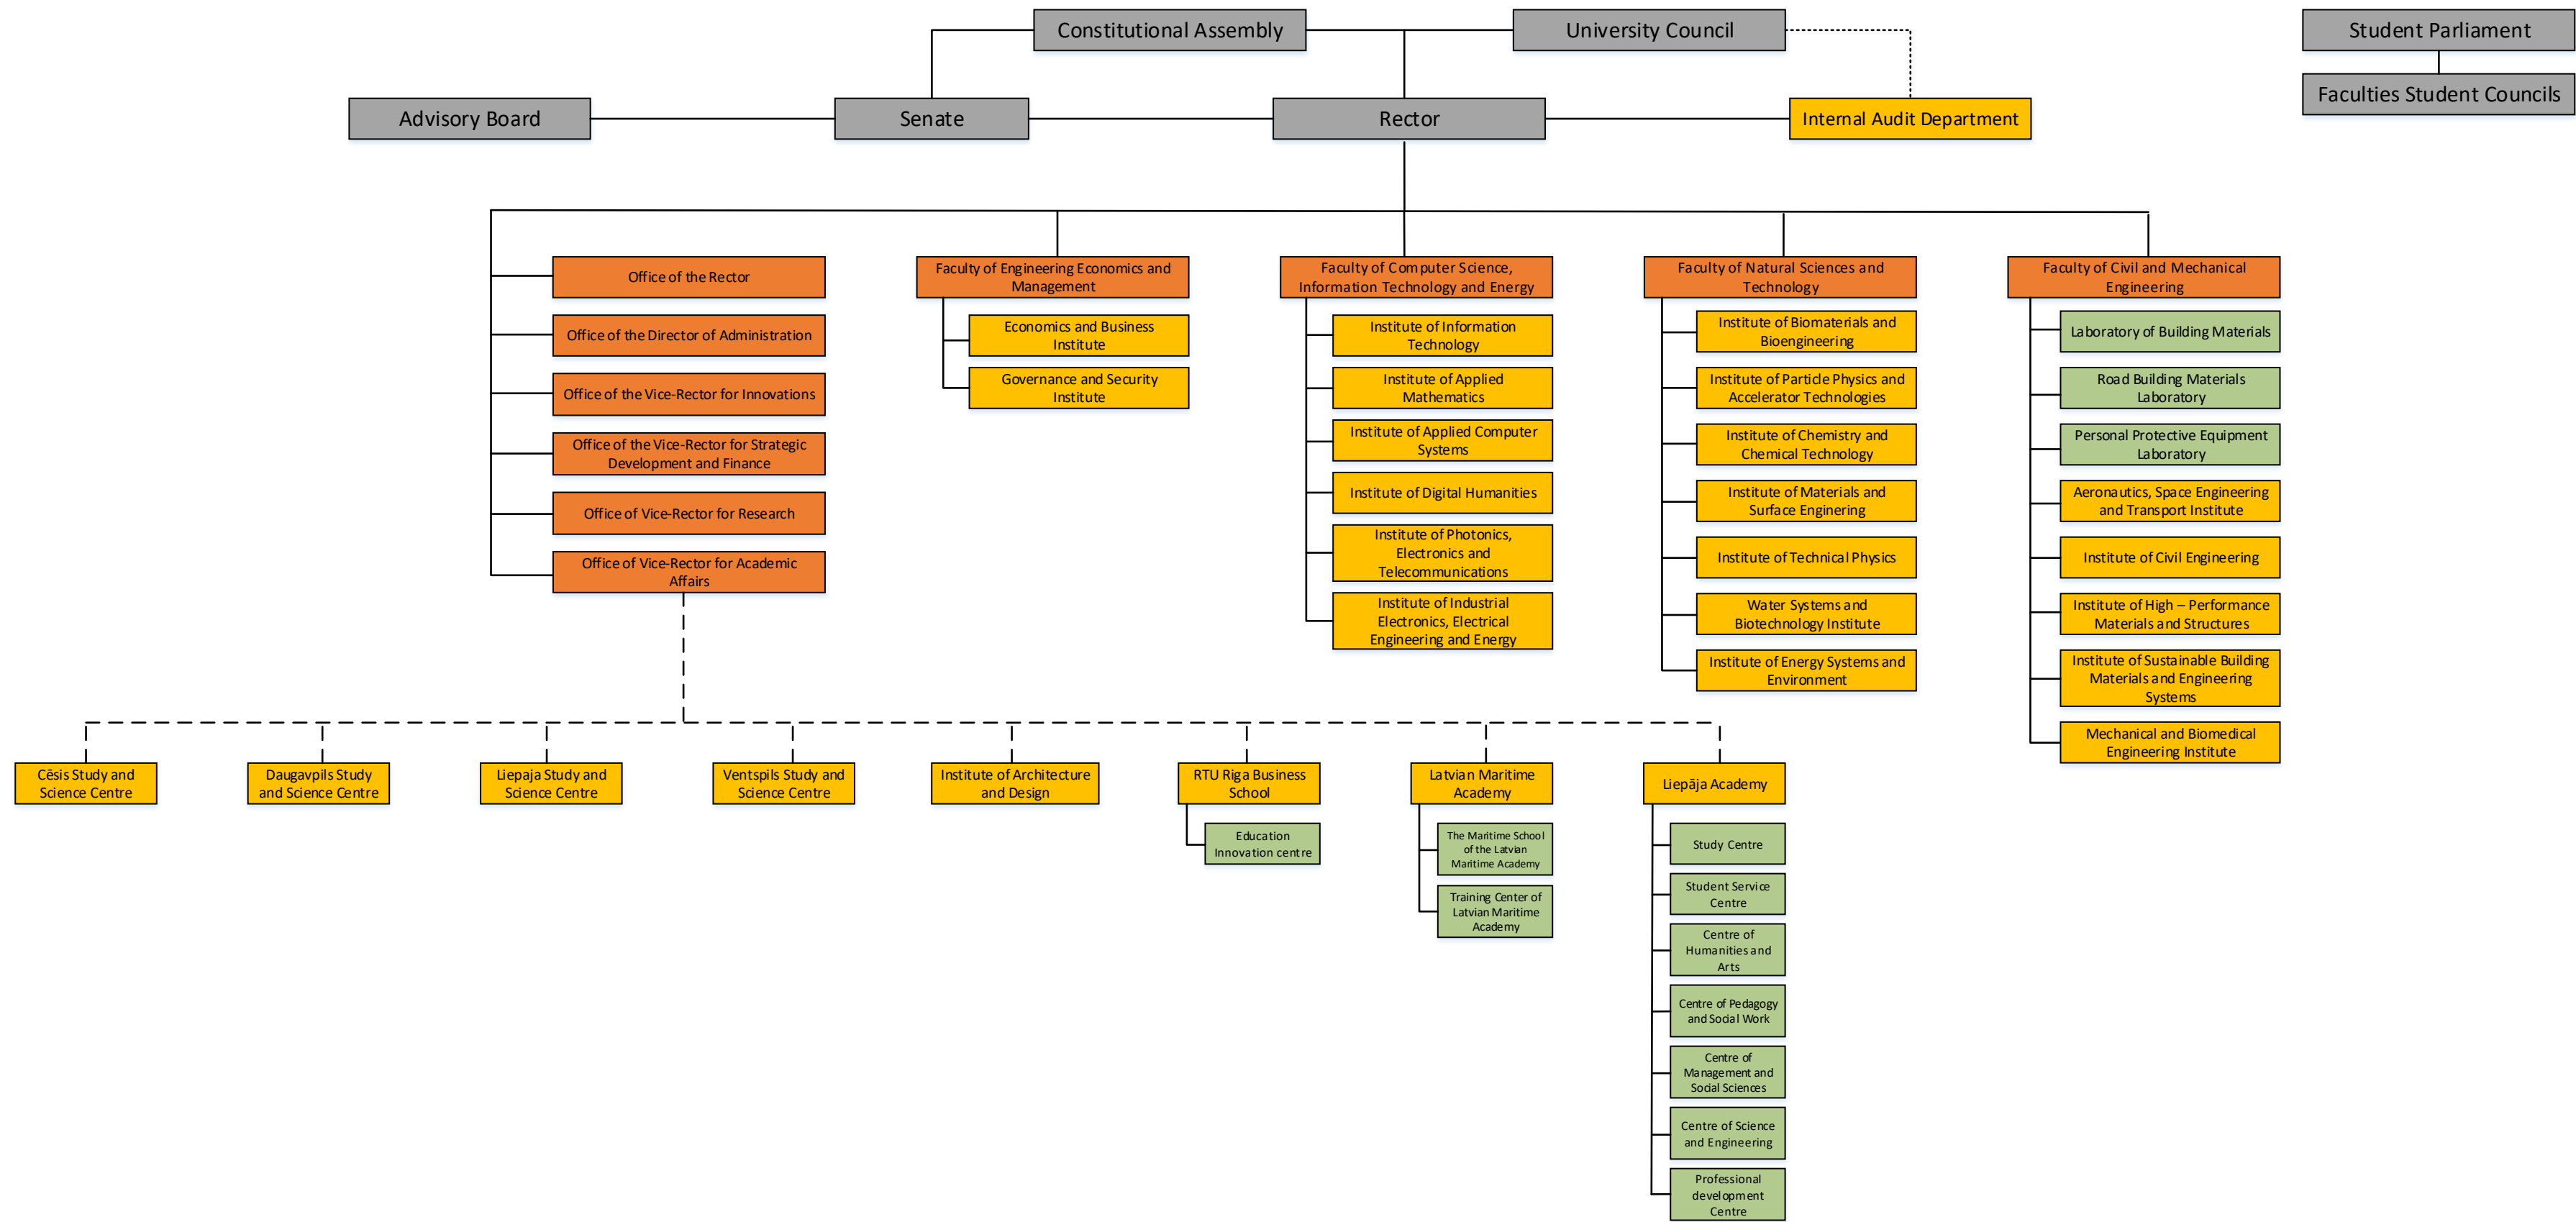 Constitutional Assembly
University Council
Student Parliament
Faculties Student Councils
Advisory Board
Senate
Rector
Internal Audit Department
Office of the Rector
Office of the Director of Administration
Office of the Vice-Rector for Innovations
Office of the Vice-Rector for Strategic
Development and Finance
Office of Vice-Rector for Research
Office of Vice-Rector for Academic
Affairs
Faculty of Engineering Economics and
Management
Economics and Business
Institute
Governance and Security
Institute
Faculty of Computer Science,
Information Technology and Energy
Institute of Information
Technology
Institute of Applied
Mathematics
Institute of Applied Computer
Systems
Institute of Digital Humanities
Institute of Photonics,
Electronics and
Telecommunications
Institute of Industrial
Electronics, Electrical
Engineering and Energy
Faculty of Natural Sciences and
Technology
Institute of Biomaterials and
Bioengineering
Institute of Particle Physics and
Accelerator Technologies
Institute of Chemistry and
Chemical Technology
Institute of Materials and
Surface Enginering
Institute of Technical Physics
Water Systems and
Biotechnology Institute
Institute of Energy Systems and
Environment
Faculty of Civil and Mechanical
Engineering
Laboratory of Building Materials
Road Building Materials
Laboratory
Personal Protective Equipment
Laboratory
Aeronautics, Space Engineering
and Transport Institute
Institute of Civil Engineering
Institute of High – Performance
Materials and Structures
Institute of Sustainable Building
Materials and Engineering
Systems
Mechanical and Biomedical
Engineering Institute
Cēsis Study and
Science Centre
Daugavpils Study
and Science Centre
Liepaja Study and
Science Centre
Ventspils Study and
Science Centre
Institute of Architecture
and Design
RTU Riga Business
School
Education
Innovation centre
Latvian Maritime
Academy
The Maritime School
of the Latvian
Maritime Academy
Training Center of
Latvian Maritime
Academy
Liepāja Academy
Study Centre
Student Service
Centre
Centre of
Humanities and
Arts
Centre of Pedagogy
and Social Work
Centre of
Management and
Social Sciences
Centre of Science
and Engineering
Professional
development
Centre